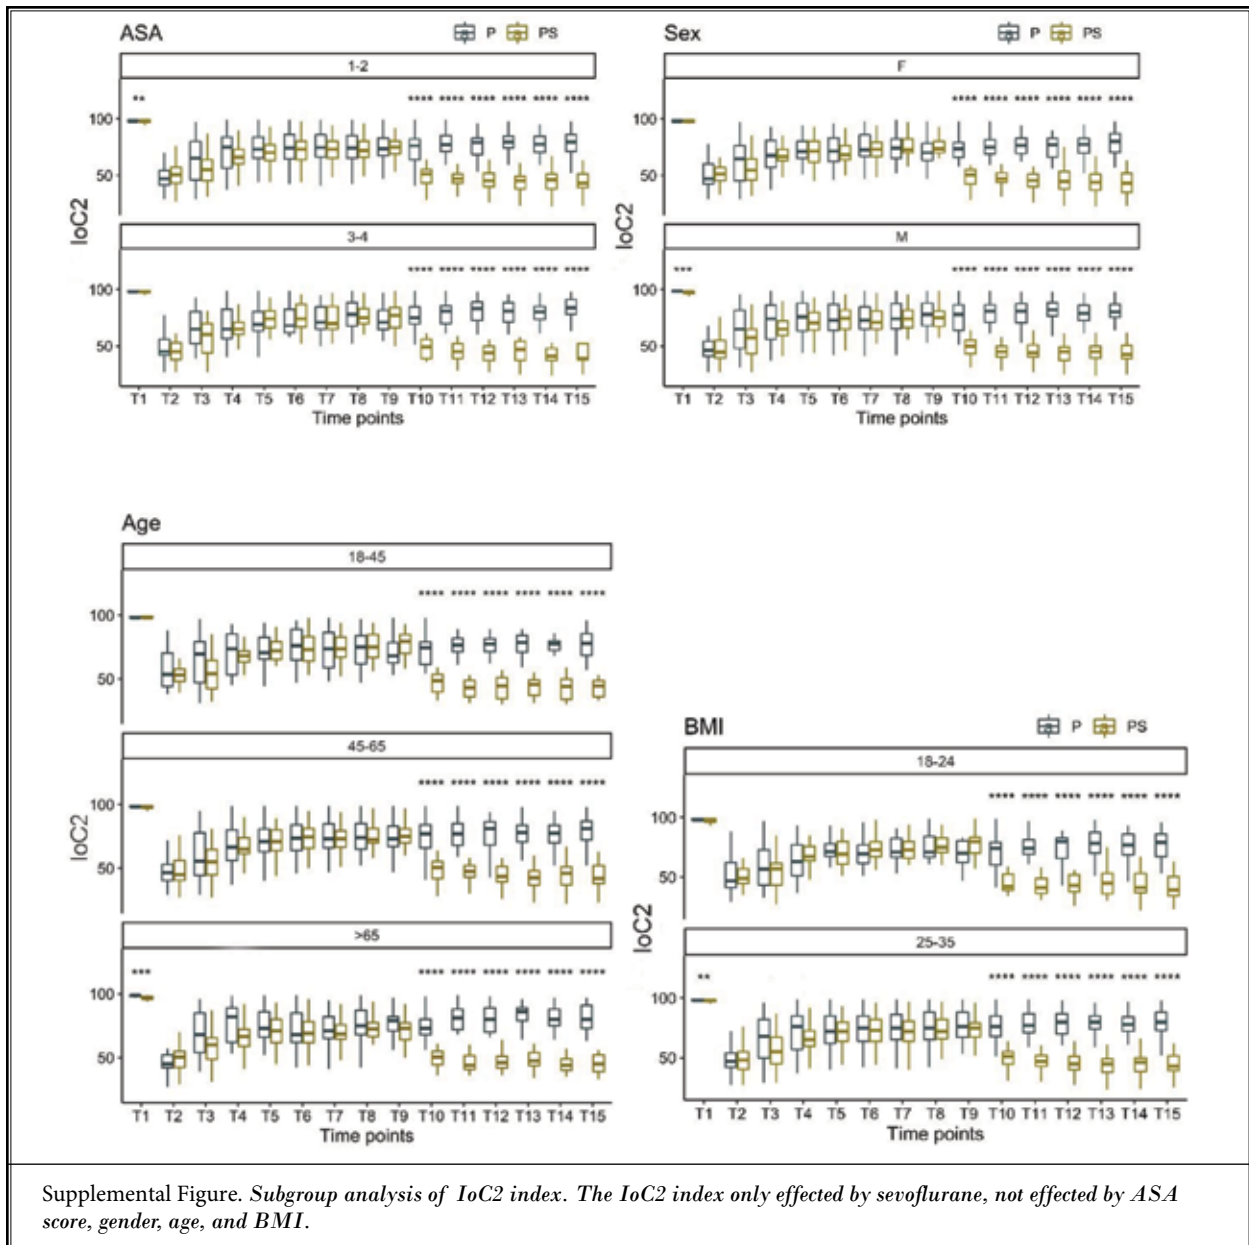 ASA
P PS
1-2
** **** **** **** **** **** ****
100
50
3-4
**** **** **** **** **** ****
100
50
IoC2
T1 T2 T3 T4 T5 T6 T7 T8 T9 T10 T11 T12 T13 T14 T15
Time points
Sex
P PS
F
**** **** **** **** **** ****
100
50
M
*** **** **** **** **** **** ****
100
50
IoC2
T1 T2 T3 T4 T5 T6 T7 T8 T9 T10 T11 T12 T13 T14 T15
Time points
Age
18-45
**** **** **** **** **** ****
100
50
45-65
**** **** **** **** **** ****
100
50
IoC2
>65
*** **** **** **** **** **** ****
100
50
T1 T2 T3 T4 T5 T6 T7 T8 T9 T10 T11 T12 T13 T14 T15
Time points
BMI
P PS
18-24
**** **** **** **** **** ****
100
50
25-35
** **** **** **** **** **** ****
100
50
IoC2
T1 T2 T3 T4 T5 T6 T7 T8 T9 T10 T11 T12 T13 T14 T15
Time points
Supplemental Figure. Subgroup analysis of IoC2 index. The IoC2 index only effected by sevoflurane, not effected by ASA
score, gender, age, and BMI.